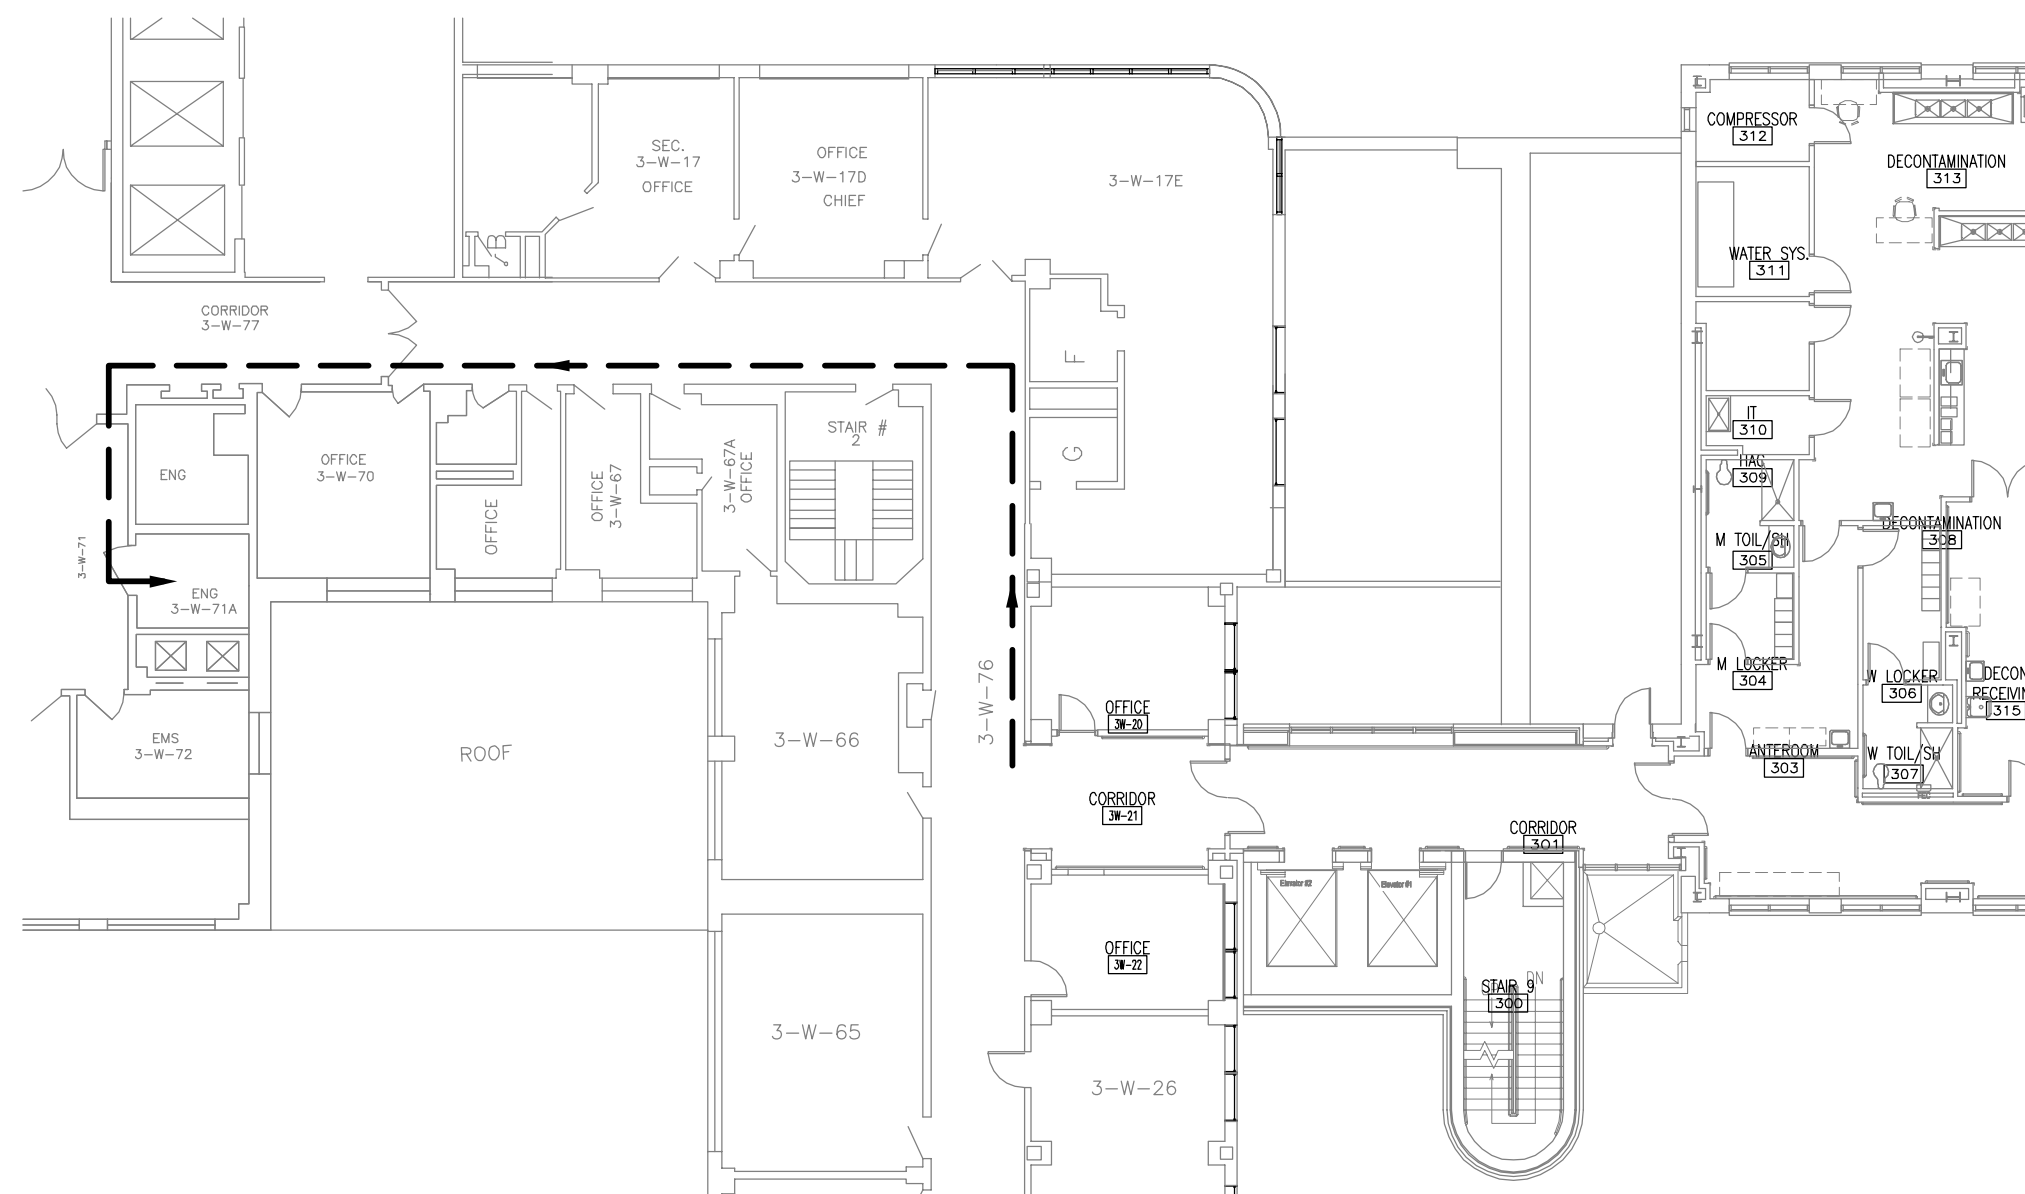 SEC.
3-W-17
OFFICE
OFFICE
3-W-17D
CHIEF
3-W-17E
COMPRESSOR
312
DECONTAMINATION
313
WATER SYS.
311
CORRIDOR
3-W-77
F
G
IT
310
HAC
309
STAIR #
2
ENG
OFFICE
3-W-70
OFFICE
OFFICE
3-W-67
3-W-67A
OFFICE
3-W-71
ENG
3-W-71A
M TOIL/SH
305
DECONTAMINATION
308
M LOCKER
304
W LOCKER
306
DECON
RECEIVIN
315
OFFICE
3W-20
3-W-76
3-W-66
EMS
3-W-72
ROOF
ANTEROOM
303
W TOIL/SH
307
CORRIDOR
3W-21
CORRIDOR
301
Elevator #2
Elevator #1
OFFICE
3W-22
DN
STAIR 9
300
3-W-65
3-W-26